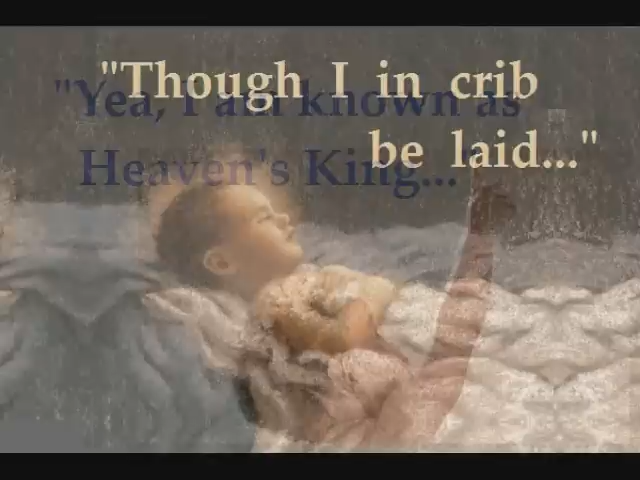 "Though I in crib
be laid..."
"Yea, I am known as
Heaven's King..."